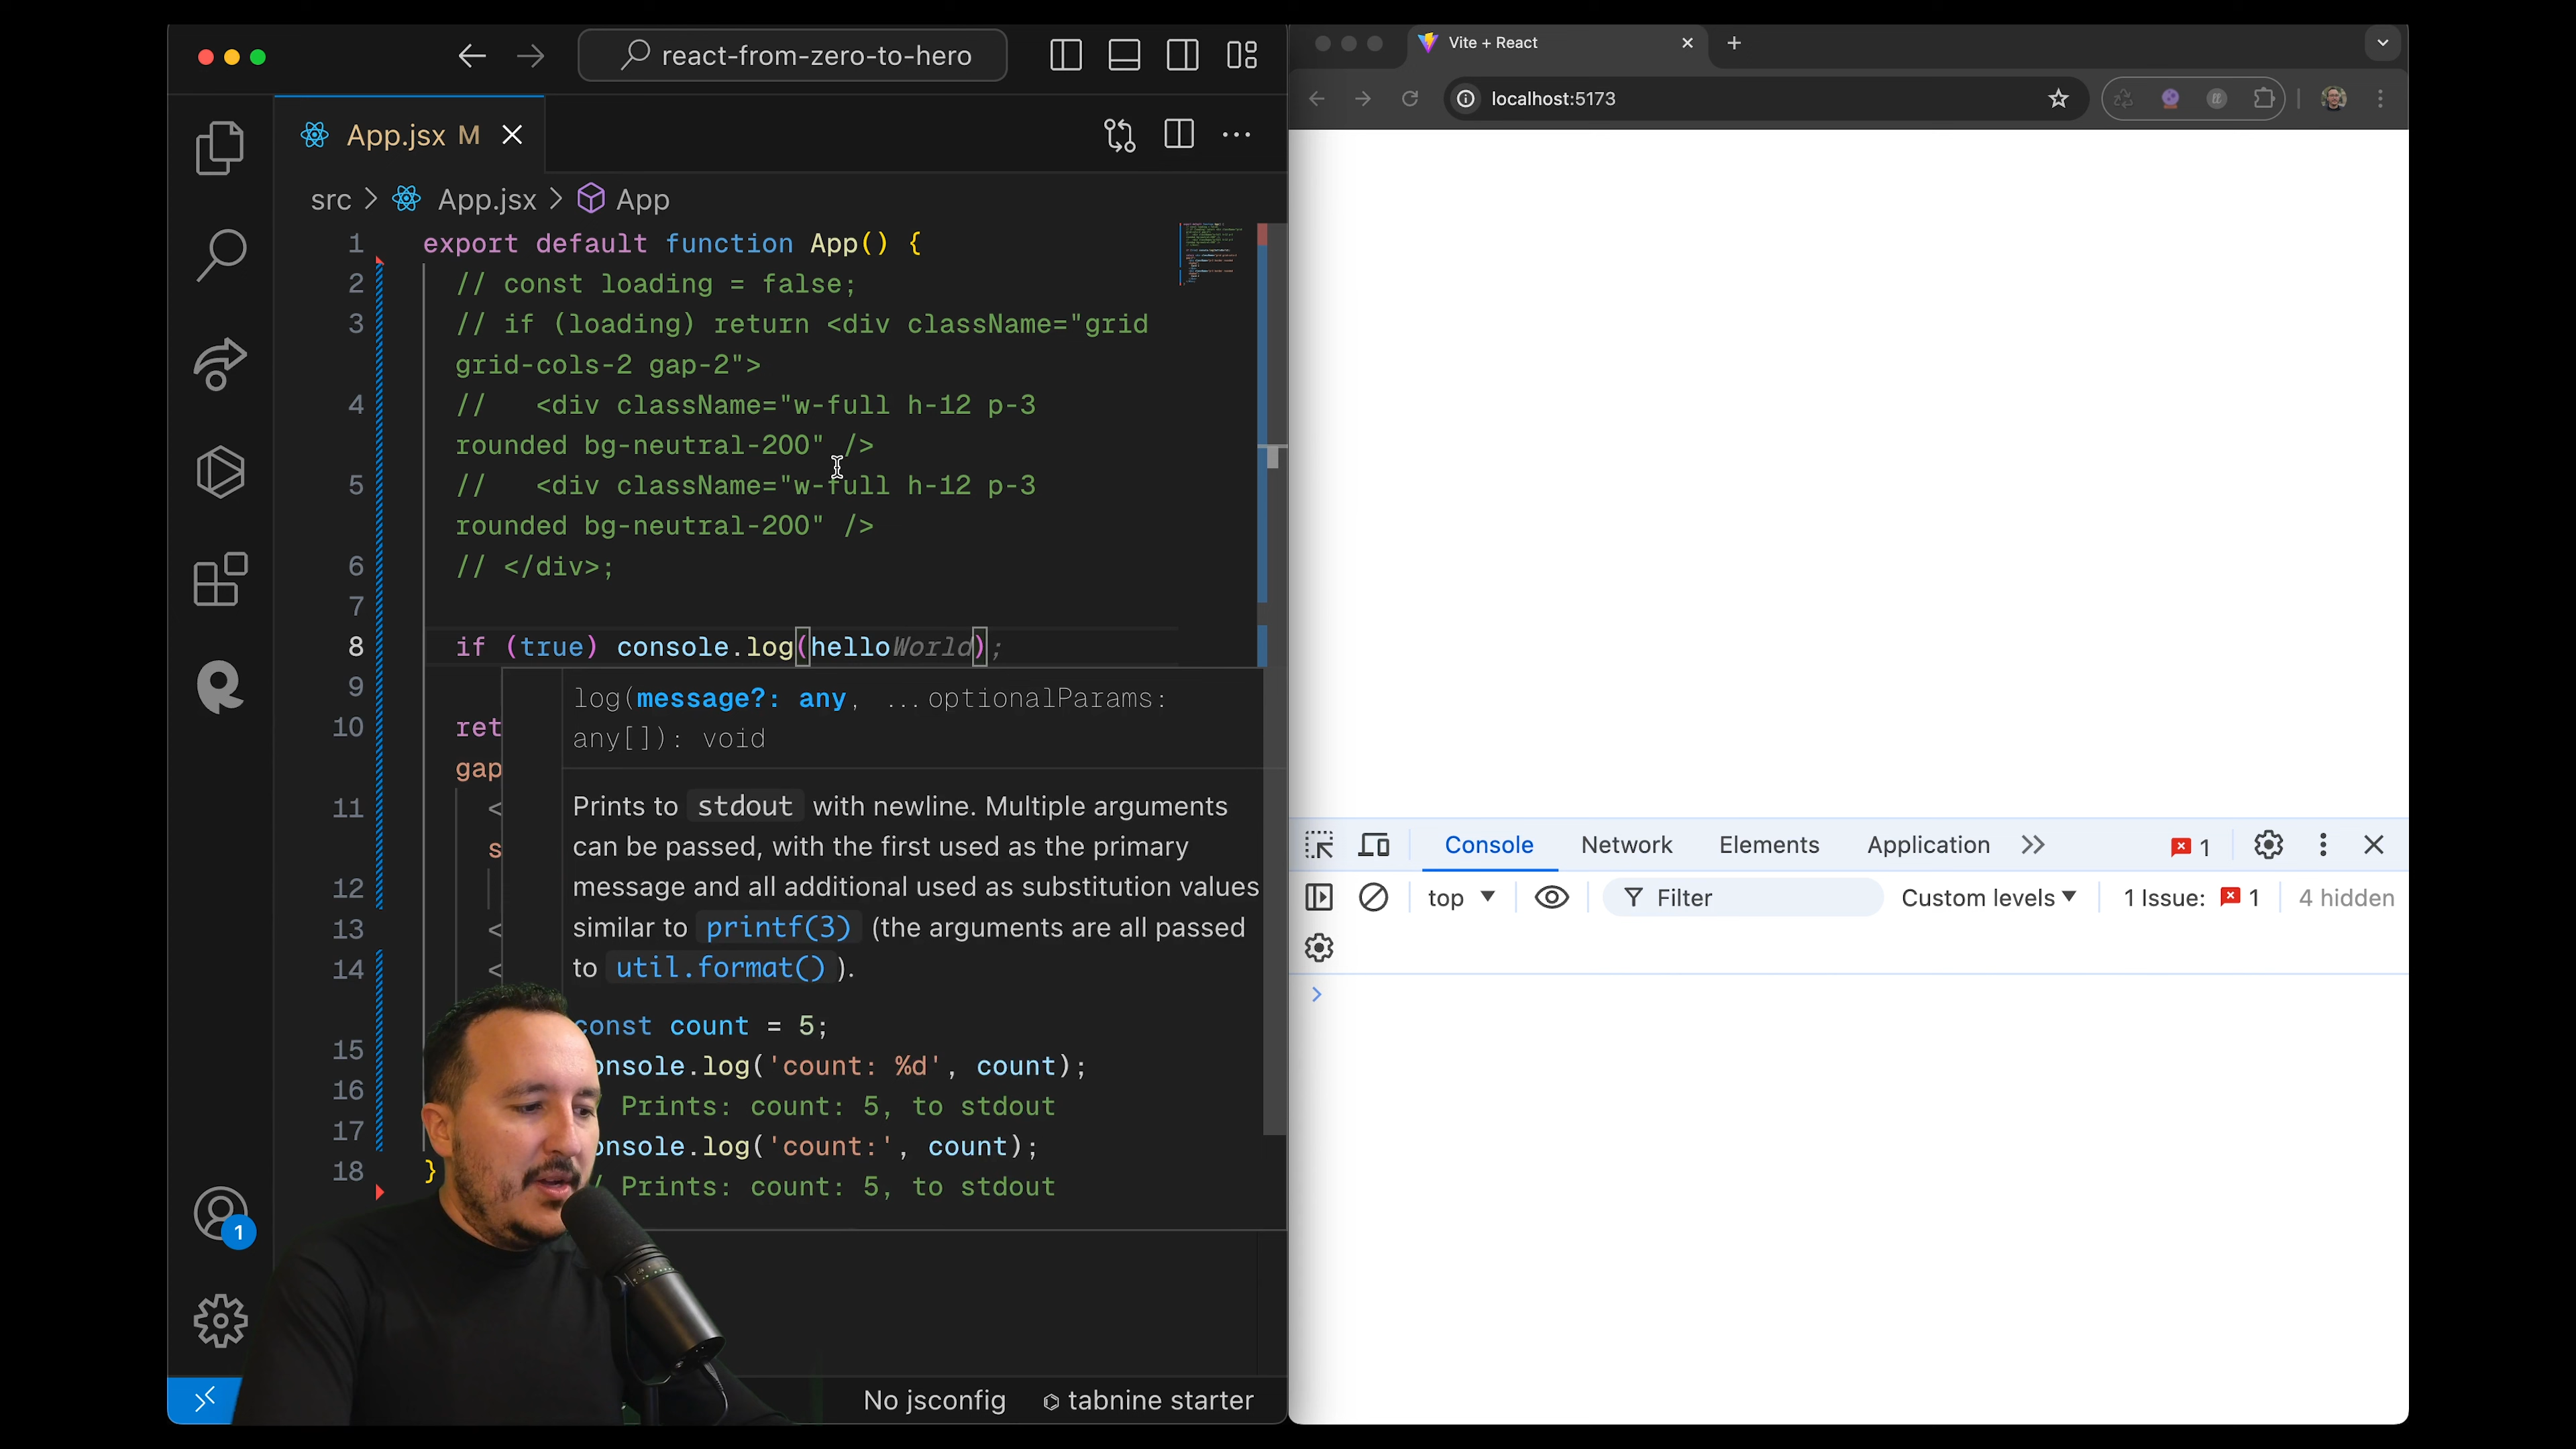 react-from-zero-to-hero
App.jsx M
src > App.jsx > App
1 export default function App() {
2 // const loading = false;
3 // if (loading) return <div className="grid
grid-cols-2 gap-2">
4 // <div className="w-full h-12 p-3
rounded bg-neutral-200" />
5 // <div className="w-full h-12 p-3
rounded bg-neutral-200" />
6 // </div>;
7
8 if (true) console.log(helloWorld);
9
10 ret
gap
11 <
s
12
13 <
14 <
15
16
17
18 }
log(message?: any, ...optionalParams:
any[]): void
Prints to stdout with newline. Multiple arguments
can be passed, with the first used as the primary
message and all additional used as substitution values
similar to printf(3) (the arguments are all passed
to util.format() ).
const count = 5;
onsole.log('count: %d', count);
Prints: count: 5, to stdout
onsole.log('count:', count);
/ Prints: count: 5, to stdout
1
No jsconfig
tabnine starter
Vite + React
localhost:5173
Console Network Elements Application 1
top Filter Custom levels 1 Issue: 1 4 hidden